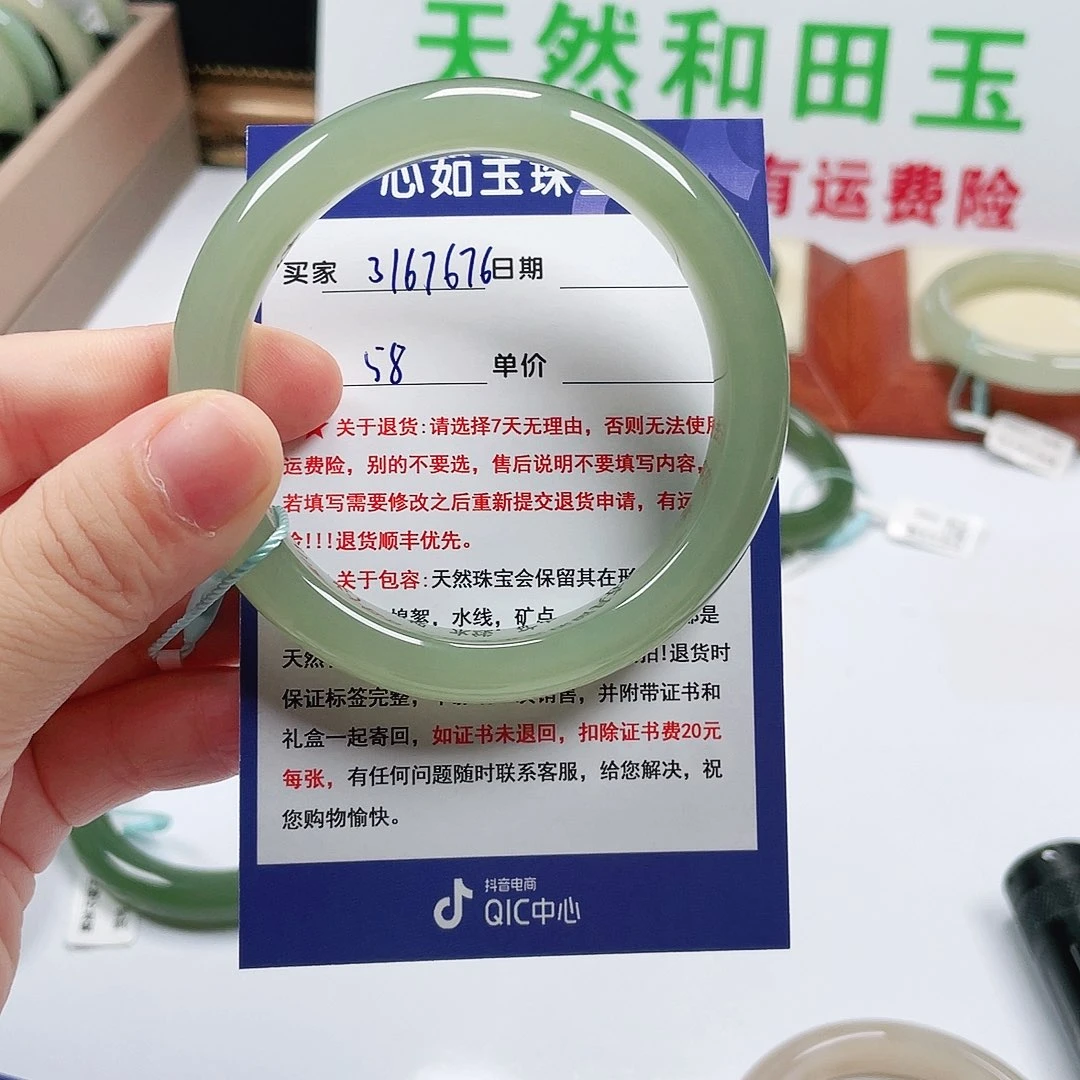 天然和田玉
有运费险
心如玉珠
买家 3167676 日期
58 单价
★ 关于退货:请选择7天无理由，否则无法使用
运费险，别的不要选，售后说明不要填写内容，
若填写需要修改之后重新提交退货申请，有运
!!!退货顺丰优先。
关于包容:天然珠宝会保留其在形
棉絮，水线，矿点
天然 退货时
保证标签完整， 销售，并附带证书和
礼盒一起寄回，如证书未退回，扣除证书费20元
每张，有任何问题随时联系客服，给您解决，祝
您购物愉快。
抖音电商
QIC中心